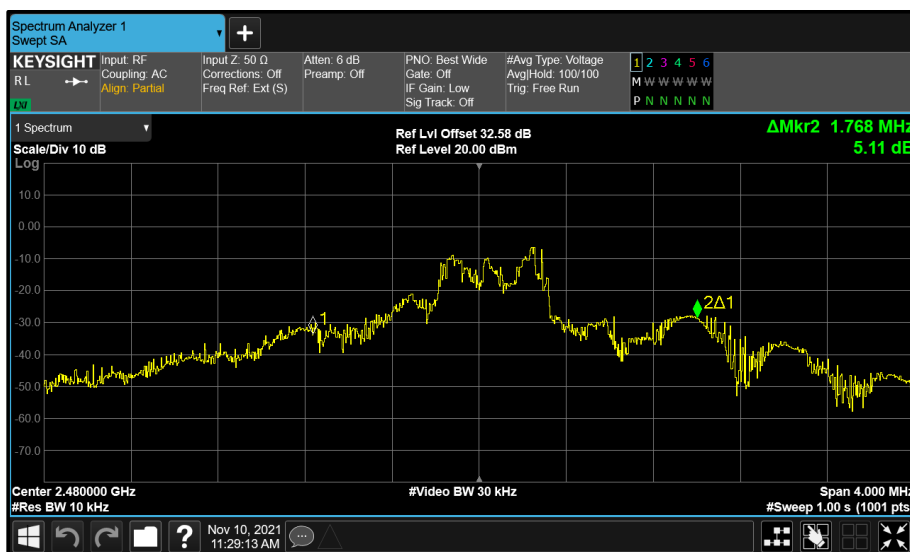 Spectrum Analyzer 1
Swept SA
KEYSIGHT
R L
LXI
Input: RF
Coupling: AC
Align: Partial
Input Z: 50 Ω
Corrections: Off
Freq Ref: Ext (S)
Atten: 6 dB
Preamp: Off
PNO: Best Wide
Gate: Off
IF Gain: Low
Sig Track: Off
#Avg Type: Voltage
Avg|Hold: 100/100
Trig: Free Run
1 2 3 4 5 6
M W W W W W
P N N N N N
1 Spectrum
Scale/Div 10 dB
Log
Ref Lvl Offset 32.58 dB
Ref Level 20.00 dBm
ΔMkr2 1.768 MHz
5.11 dB
10.0
0.00
-10.0
-20.0
-30.0
-40.0
-50.0
-60.0
-70.0
1
2Δ1
Center 2.480000 GHz
#Res BW 10 kHz
#Video BW 30 kHz
Span 4.000 MHz
#Sweep 1.00 s (1001 pts
Nov 10, 2021
11:29:13 AM